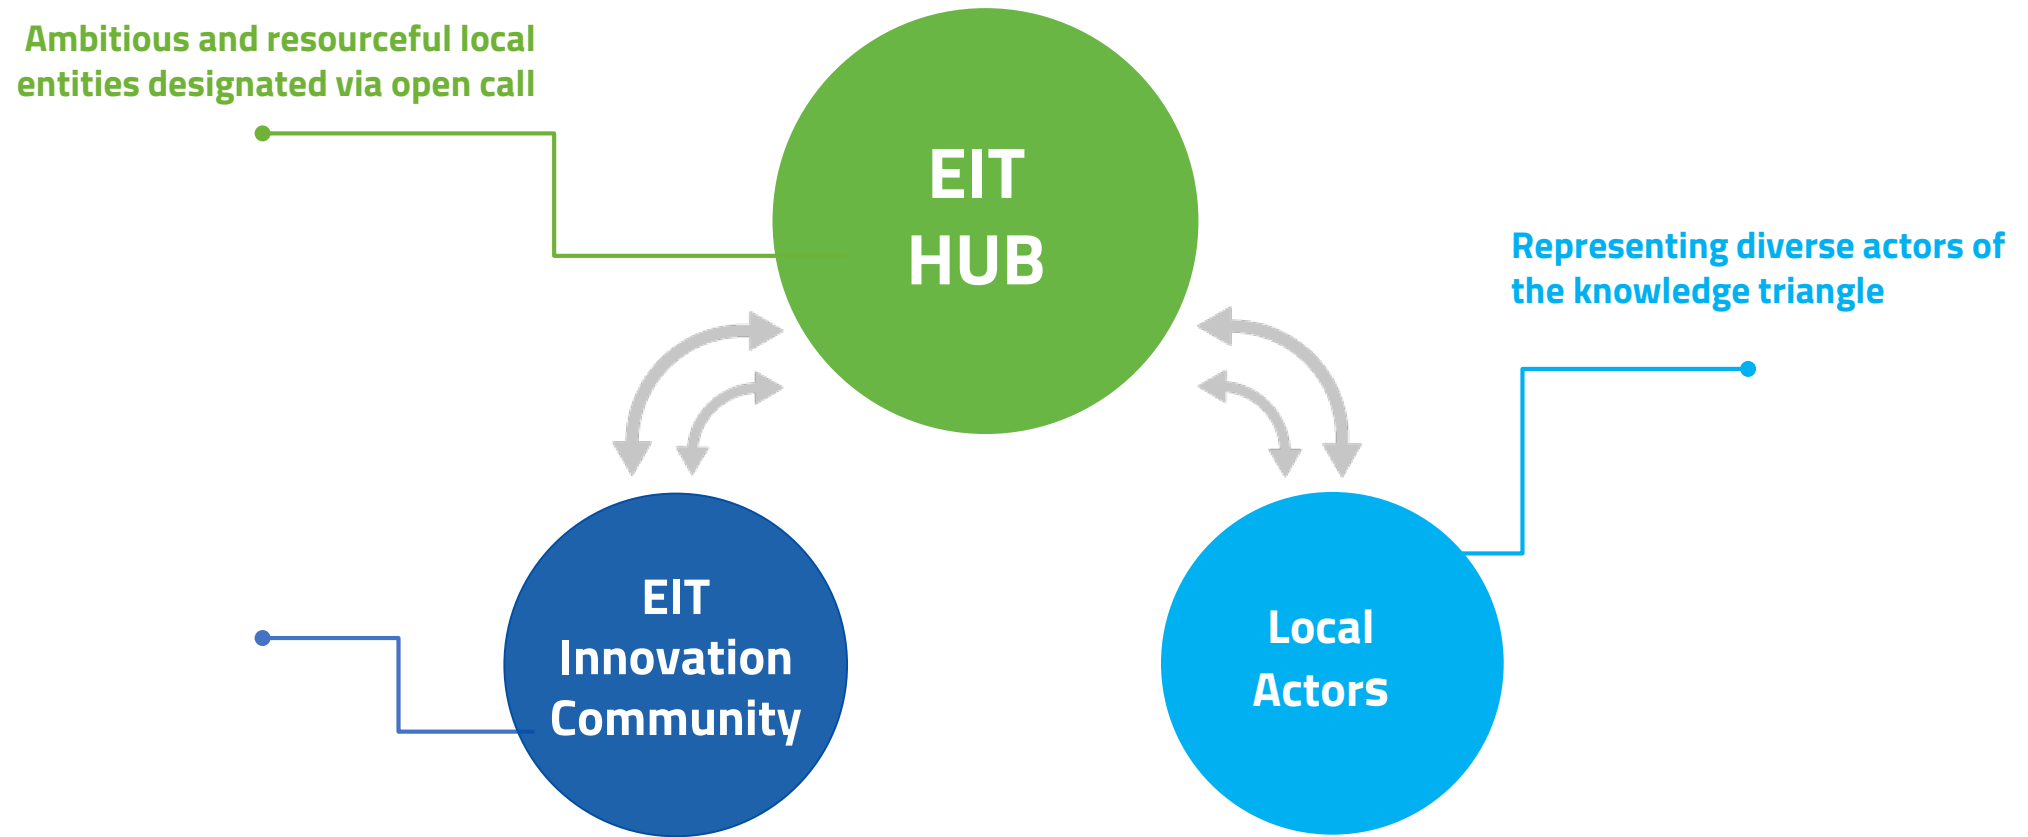 Ambitious and resourceful local
entities designated via open call
EIT
HUB
Representing diverse actors of
the knowledge triangle
EIT
Innovation
Community
Local
Actors